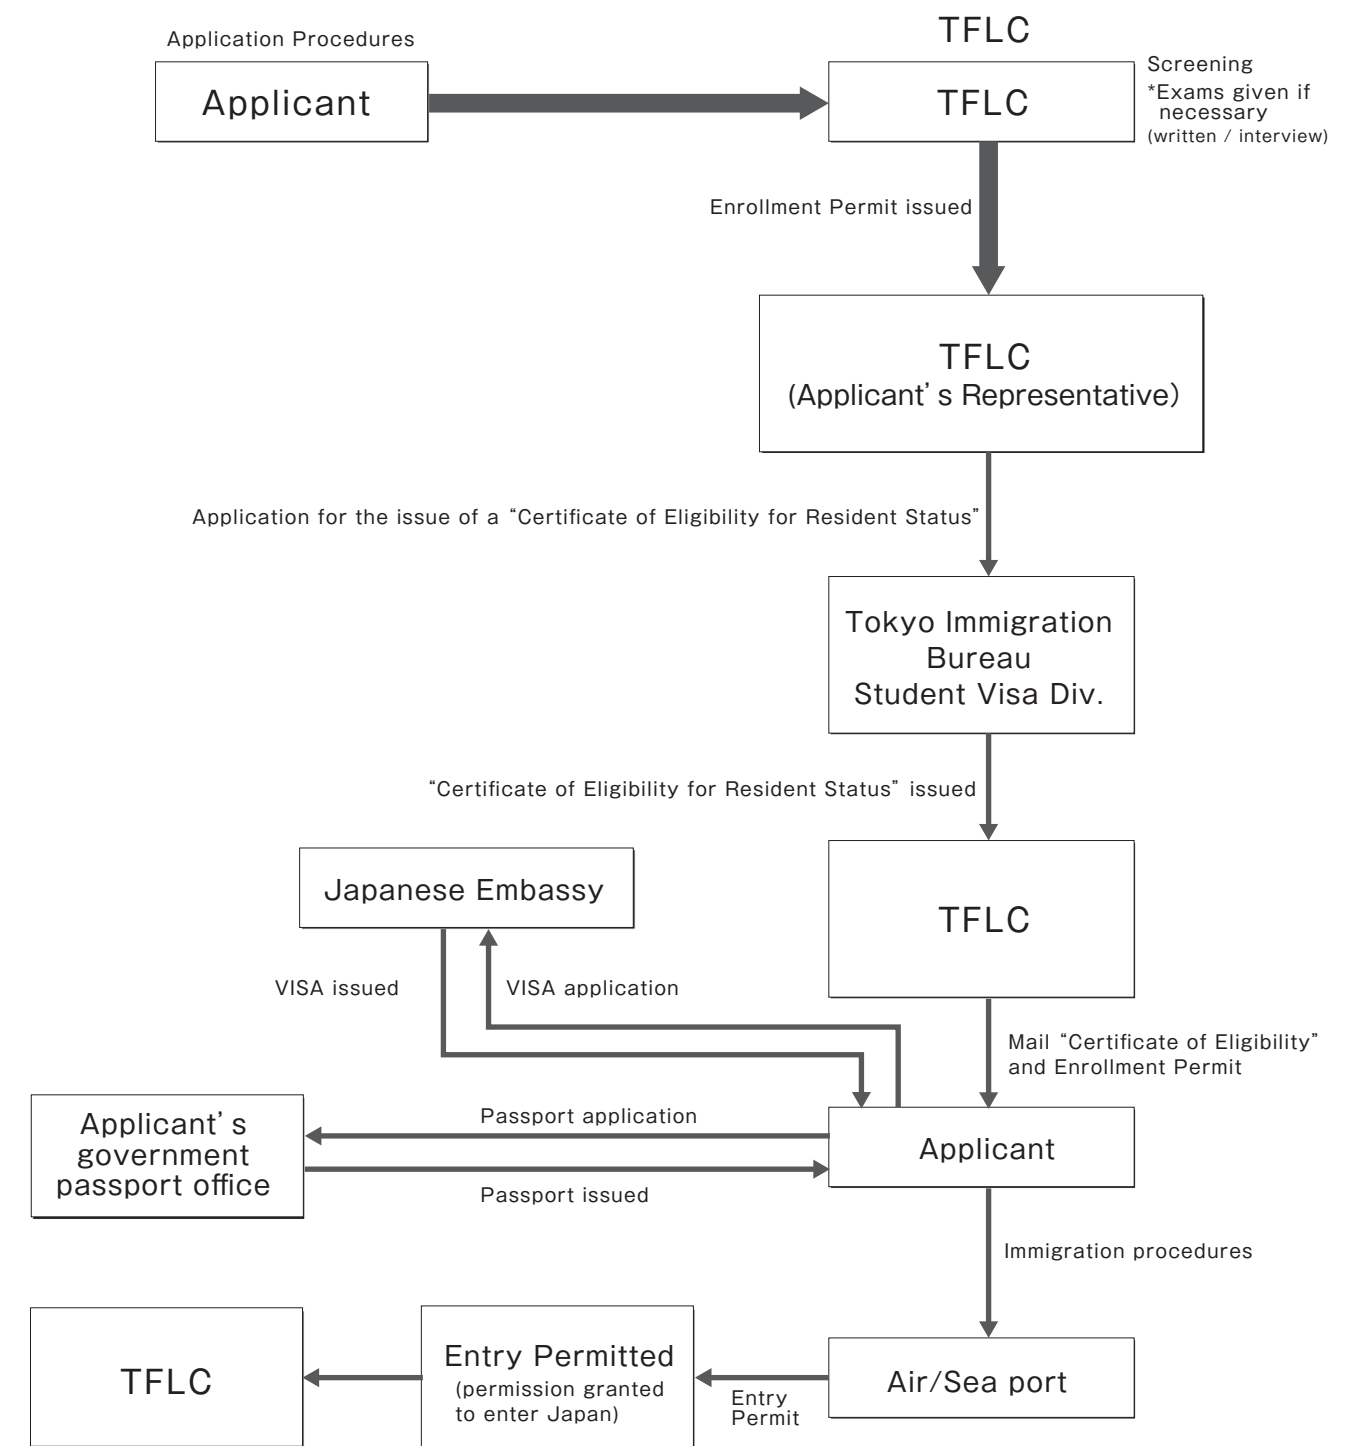 TFLC
Application Procedures
Applicant
TFLC
Screening
*Exams given if
necessary
(written / interview)
Enrollment Permit issued
TFLC
(Applicant’s Representative)
Application for the issue of a “Certificate of Eligibility for Resident Status”
Tokyo Immigration
Bureau
Student Visa Div.
“Certificate of Eligibility for Resident Status” issued
Japanese Embassy
TFLC
VISA issued
VISA application
Mail “Certificate of Eligibility”
and Enrollment Permit
Applicant’s
government
passport office
Passport application
Passport issued
Applicant
Immigration procedures
TFLC
Entry Permitted
(permission granted
to enter Japan)
Entry
Permit
Air/Sea port